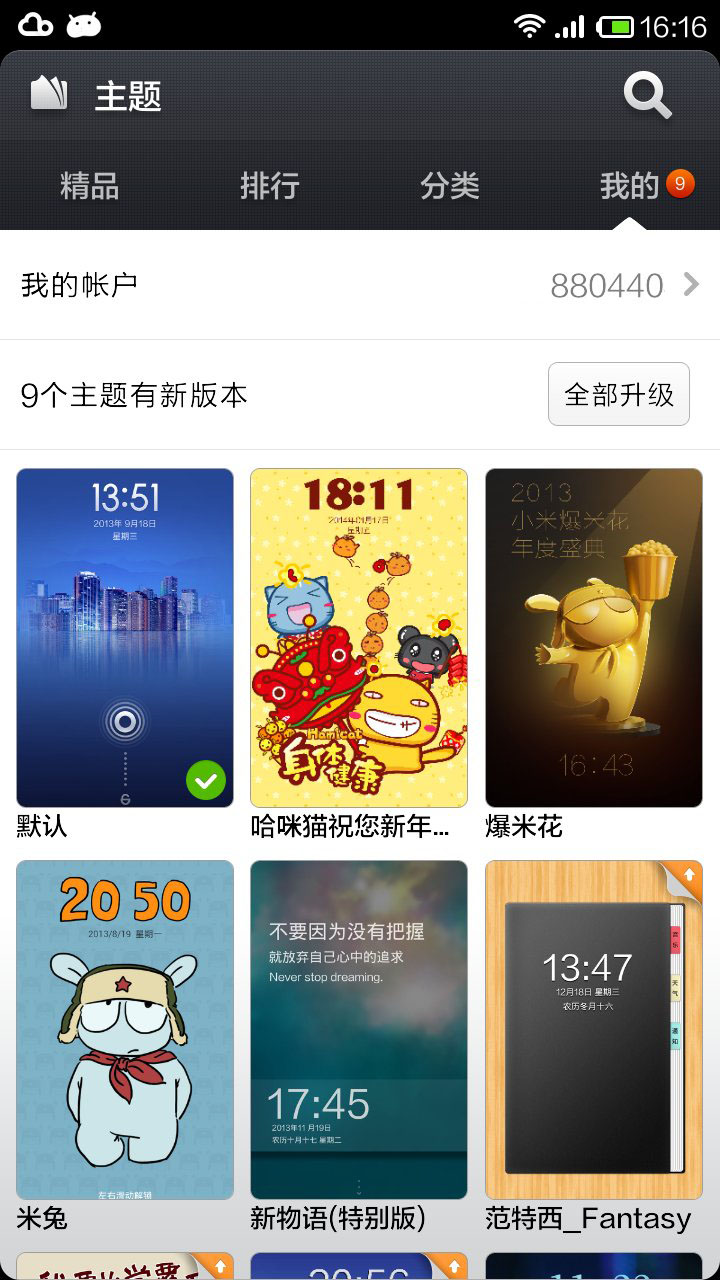 16:16
主题
精品 排行 分类 我的 9
我的帐户 880440
9个主题有新版本 全部升级
13:51
2013年 9月18日
星期三
默认
18:11
2014年01月17日
星期五
Hamicat
身体健康
哈咪猫祝您新年...
2013
小米爆米花
年度盛典
16:43
爆米花
20 50
2013/8/19 星期一
左右滑动解锁
米兔
不要因为没有把握
就放弃自己心中的追求
Never stop dreaming.
17:45
2013年11月19日
农历十月十七 星期二
新物语(特别版)
13:47
12月18日 星期三
农历冬月十六
音乐
天气
通知
范特西_Fantasy